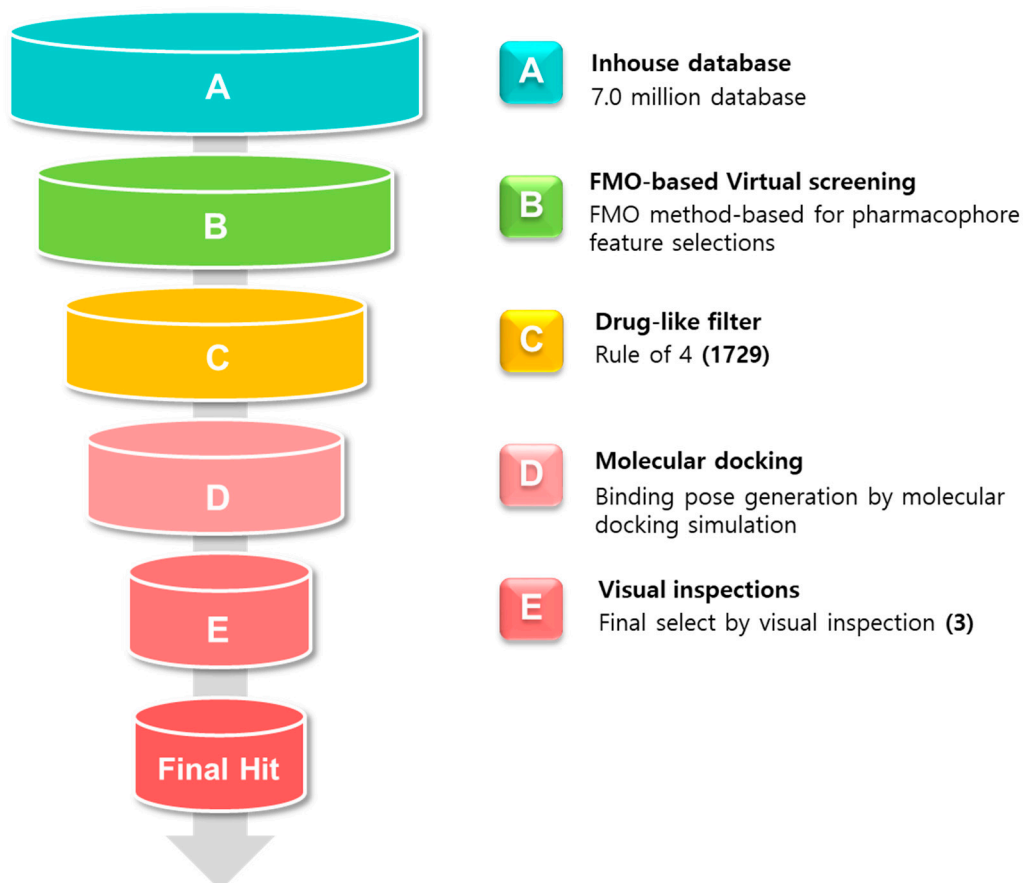 A
B
C
D
E
Final Hit
A
Inhouse database
7.0 million database
B
FMO-based Virtual screening
FMO method-based for pharmacophore
feature selections
C
Drug-like filter
Rule of 4 (1729)
D
Molecular docking
Binding pose generation by molecular
docking simulation
E
Visual inspections
Final select by visual inspection (3)